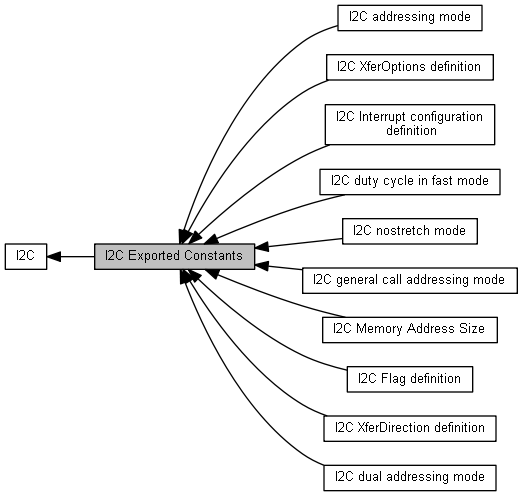 I2C addressing mode
I2C XferOptions definition
I2C Interrupt configuration
definition
I2C duty cycle in fast mode
I2C nostretch mode
I2C
I2C Exported Constants
I2C general call addressing mode
I2C Memory Address Size
I2C Flag definition
I2C XferDirection definition
I2C dual addressing mode